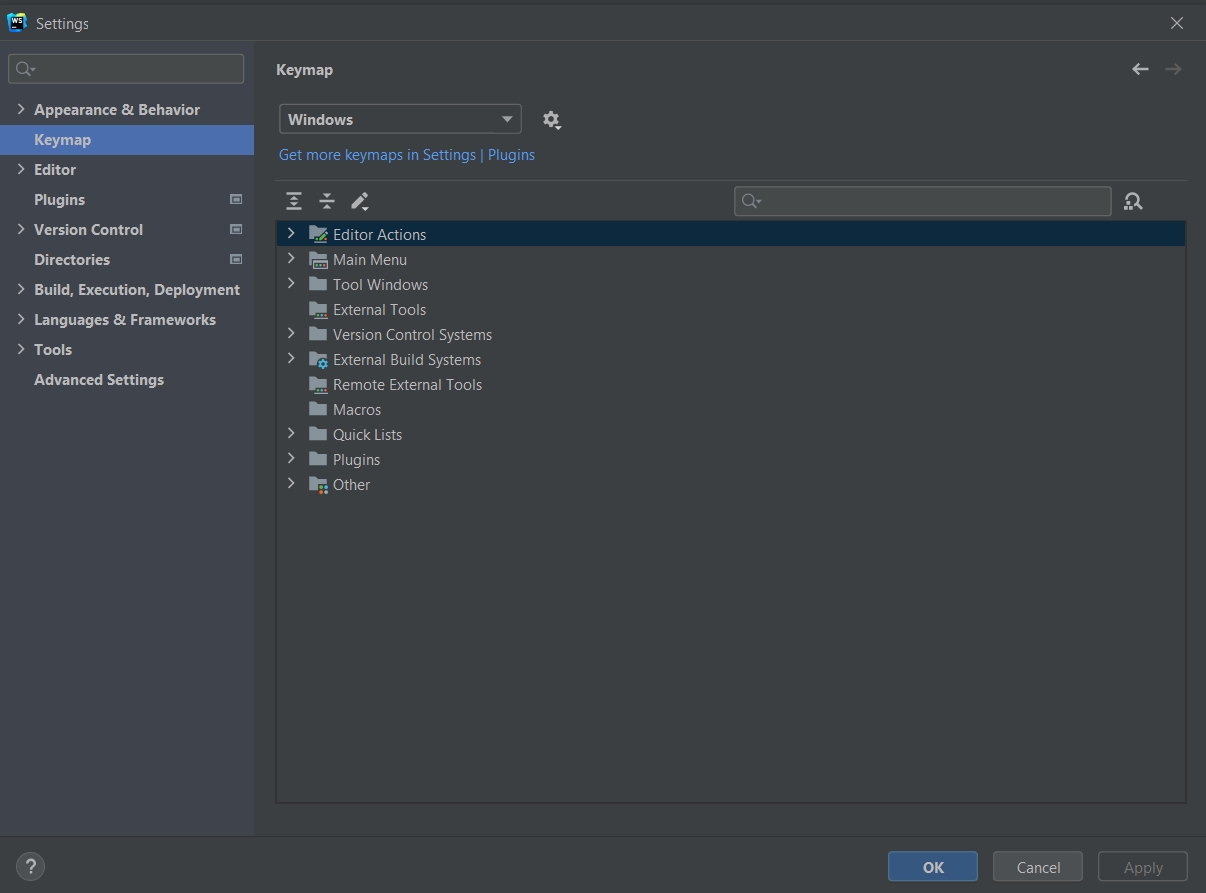 WS
Settings
Appearance & Behavior
Keymap
Editor
Plugins
Version Control
Directories
Build, Execution, Deployment
Languages & Frameworks
Tools
Advanced Settings
Keymap
Windows
Get more keymaps in Settings | Plugins
Editor Actions
Main Menu
Tool Windows
External Tools
Version Control Systems
External Build Systems
Remote External Tools
Macros
Quick Lists
Plugins
Other
?
OK
Cancel
Apply